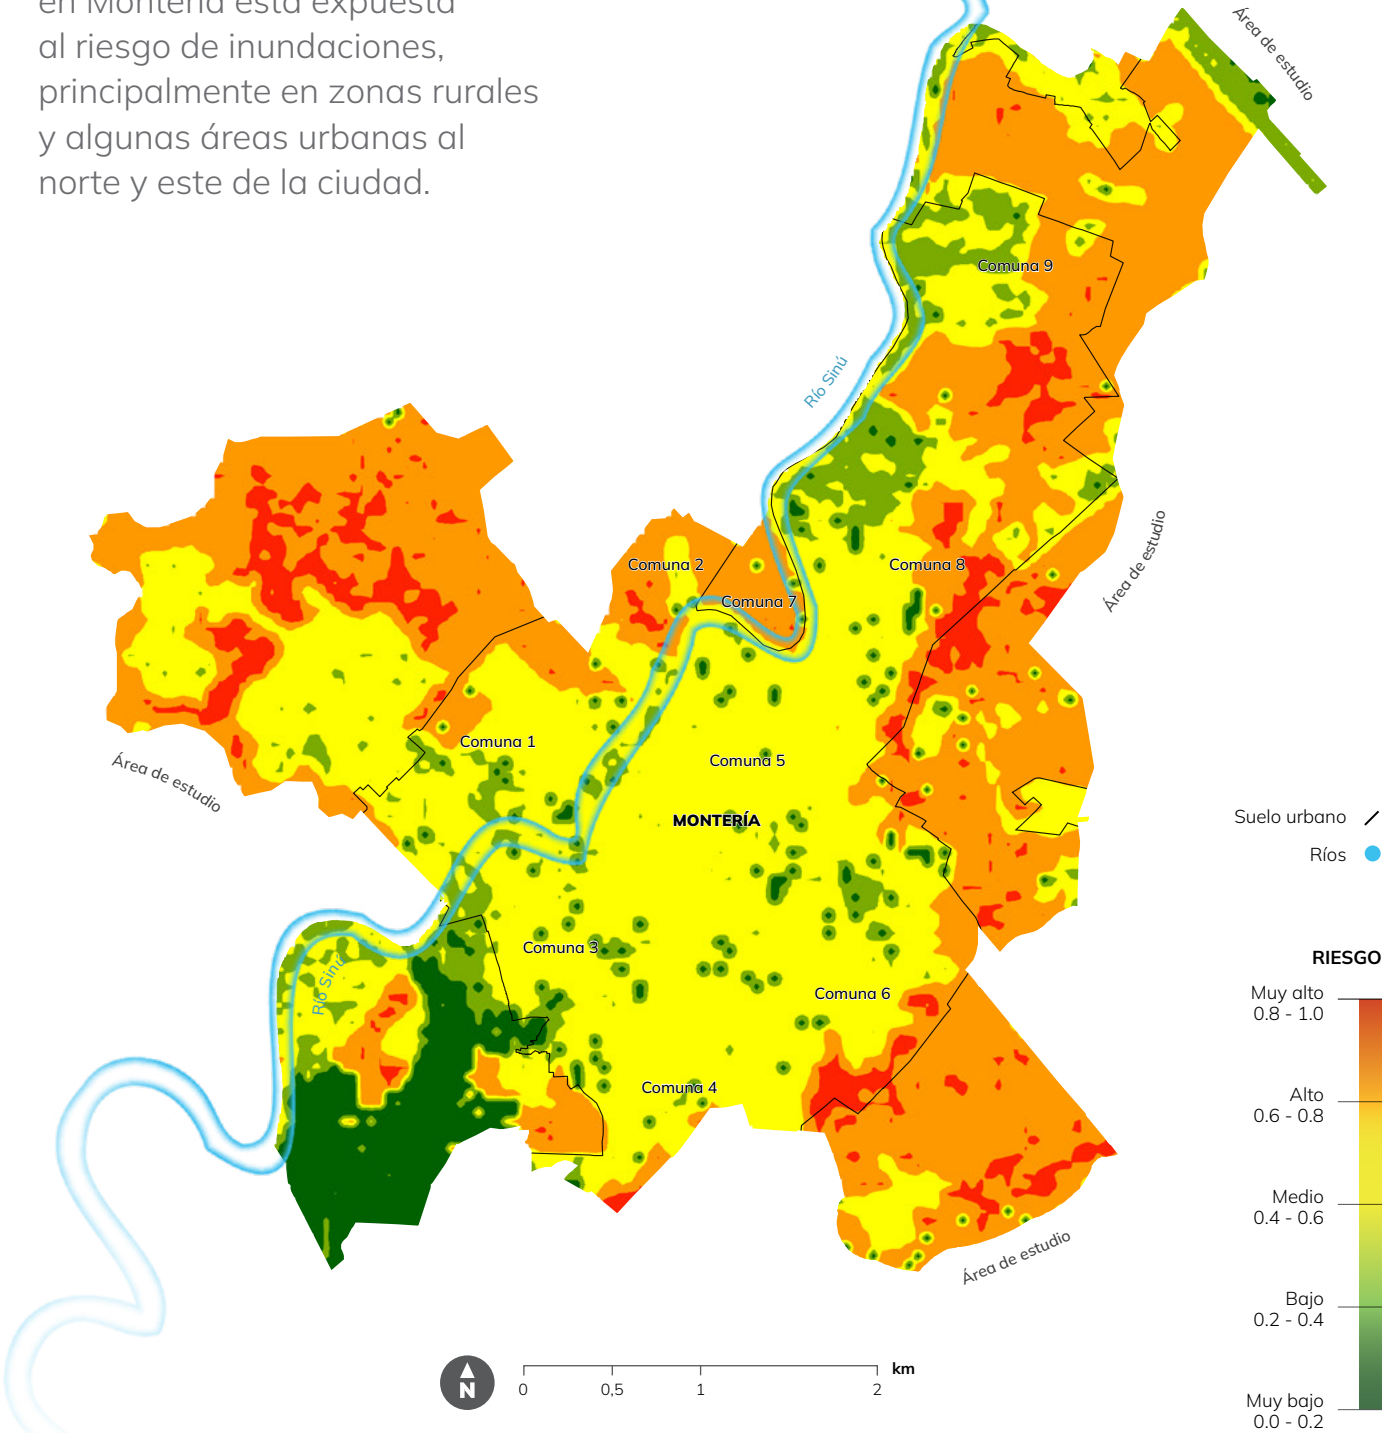 en Montería está expuesta
al riesgo de inundaciones,
principalmente en zonas rurales
y algunas áreas urbanas al
norte y este de la ciudad.
Área de estudio
Comuna 9
Río Sinú
Comuna 2
Comuna 7
Comuna 8
Área de estudio
Comuna 1
Comuna 5
Área de estudio
MONTERÍA
Suelo urbano
Ríos
Comuna 3
Río Sinú
Comuna 6
Comuna 4
Área de estudio
RIESGO
Muy alto
0.8 - 1.0
Alto
0.6 - 0.8
Medio
0.4 - 0.6
Bajo
0.2 - 0.4
Muy bajo
0.0 - 0.2
N
km
0 0,5 1 2